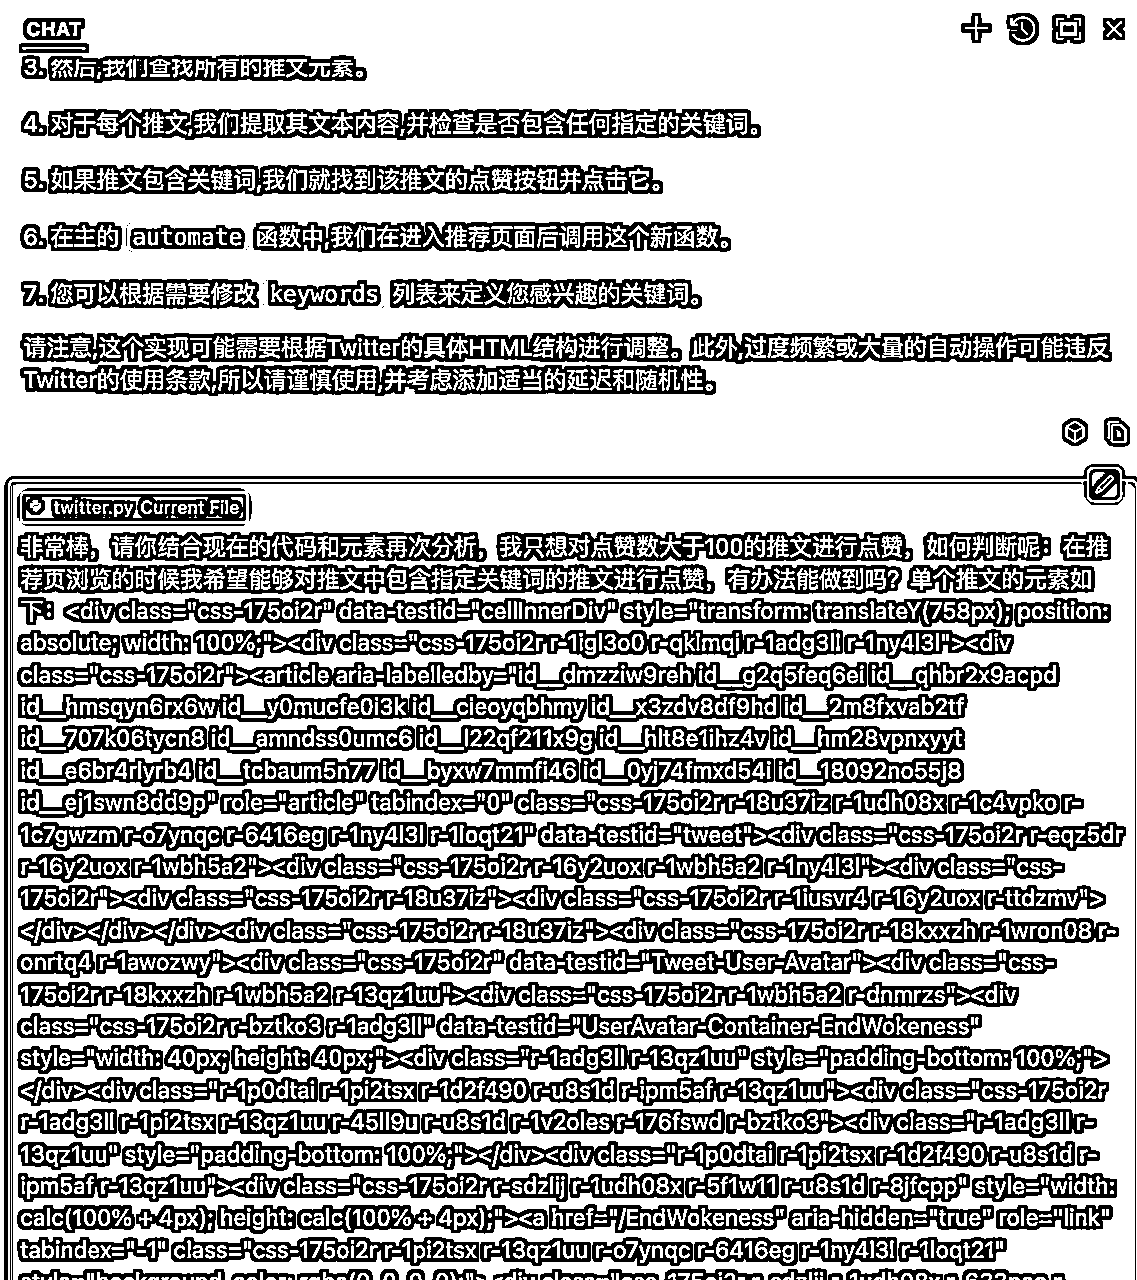 CHAT
3. 然后,我们查找所有的推文元素。
4. 对于每个推文,我们提取其文本内容,并检查是否包含任何指定的关键词。
5. 如果推文包含关键词,我们就找到该推文的点赞按钮并点击它。
6. 在主的 automate 函数中,我们在进入推荐页面后调用这个新函数。
7. 您可以根据需要修改 keywords 列表来定义您感兴趣的关键词。
请注意,这个实现可能需要根据Twitter的具体HTML结构进行调整。此外,过度频繁或大量的自动操作可能违反
Twitter的使用条款,所以请谨慎使用,并考虑添加适当的延迟和随机性。
twitter.py Current File
非常棒，请你结合现在的代码和元素再次分析，我只想对点赞数大于100的推文进行点赞，如何判断呢：在推
荐页浏览的时候我希望能够对推文中包含指定关键词的推文进行点赞，有办法能做到吗？单个推文的元素如
下：<div class="css-175oi2r" data-testid="cellInnerDiv" style="transform: translateY(758px); position:
absolute; width: 100%;"><div class="css-175oi2r r-1igl3o0 r-qklmqi r-1adg3ll r-1ny4l3l"><div
class="css-175oi2r"><article aria-labelledby="id__dmzziw9reh id__g2q5feq6ei id__qhbr2x9acpd
id__hmsqyn6rx6w id__y0mucfe0i3k id__cieoyqbhmy id__x3zdv8df9hd id__2m8fxvab2tf
id__707k06tycn8 id__amndss0umc6 id__l22qf211x9g id__hlt8e1ihz4v id__hm28vpnxyyt
id__e6br4rlyrb4 id__tcbaum5n77 id__byxw7mmfi46 id__0yj74fmxd54i id__18092no55j8
id__ej1swn8dd9p" role="article" tabindex="0" class="css-175oi2r r-18u37iz r-1udh08x r-1c4vpko r-
1c7gwzm r-o7ynqc r-6416eg r-1ny4l3l r-1loqt21" data-testid="tweet"><div class="css-175oi2r r-eqz5dr
r-16y2uox r-1wbh5a2"><div class="css-175oi2r r-16y2uox r-1wbh5a2 r-1ny4l3l"><div class="css-
175oi2r"><div class="css-175oi2r r-18u37iz"><div class="css-175oi2r r-1iusvr4 r-16y2uox r-ttdzmv">
</div></div></div><div class="css-175oi2r r-18u37iz"><div class="css-175oi2r r-18kxxzh r-1wron08 r-
onrtq4 r-1awozwy"><div class="css-175oi2r" data-testid="Tweet-User-Avatar"><div class="css-
175oi2r r-18kxxzh r-1wbh5a2 r-13qz1uu"><div class="css-175oi2r r-1wbh5a2 r-dnmrzs"><div
class="css-175oi2r r-bztko3 r-1adg3ll" data-testid="UserAvatar-Container-EndWokeness"
style="width: 40px; height: 40px;"><div class="r-1adg3ll r-13qz1uu" style="padding-bottom: 100%;">
</div><div class="r-1p0dtai r-1pi2tsx r-1d2f490 r-u8s1d r-ipm5af r-13qz1uu"><div class="css-175oi2r
r-1adg3ll r-1pi2tsx r-13qz1uu r-45ll9u r-u8s1d r-1v2oles r-176fswd r-bztko3"><div class="r-1adg3ll r-
13qz1uu" style="padding-bottom: 100%;"></div><div class="r-1p0dtai r-1pi2tsx r-1d2f490 r-u8s1d r-
ipm5af r-13qz1uu"><div class="css-175oi2r r-sdzlij r-1udh08x r-5f1w11 r-u8s1d r-8jfcpp" style="width:
calc(100% + 4px); height: calc(100% + 4px);"><a href="/EndWokeness" aria-hidden="true" role="link"
tabindex="-1" class="css-175oi2r r-1pi2tsx r-13qz1uu r-o7ynqc r-6416eg r-1ny4l3l r-1loqt21"